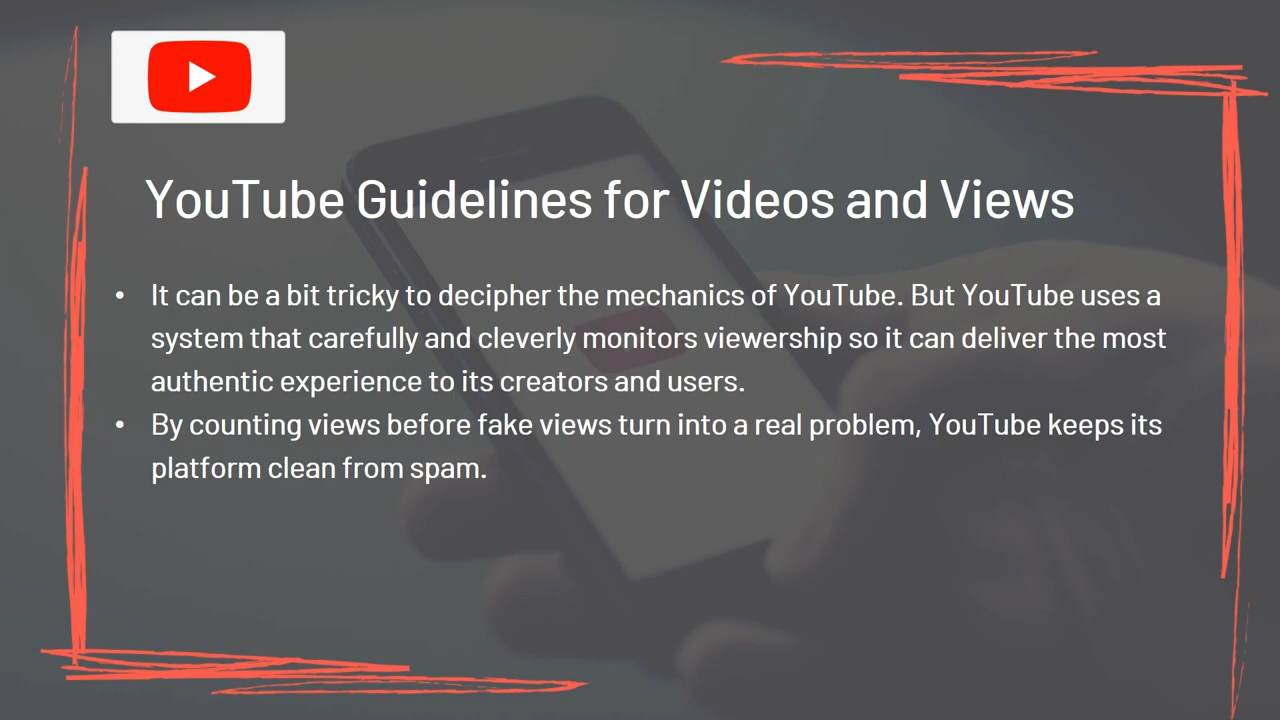 YouTube Guidelines for Videos and Views
• It can be a bit tricky to decipher the mechanics of YouTube. But YouTube uses a
system that carefully and cleverly monitors viewership so it can deliver the most
authentic experience to its creators and users.
• By counting views before fake views turn into a real problem, YouTube keeps its
platform clean from spam.